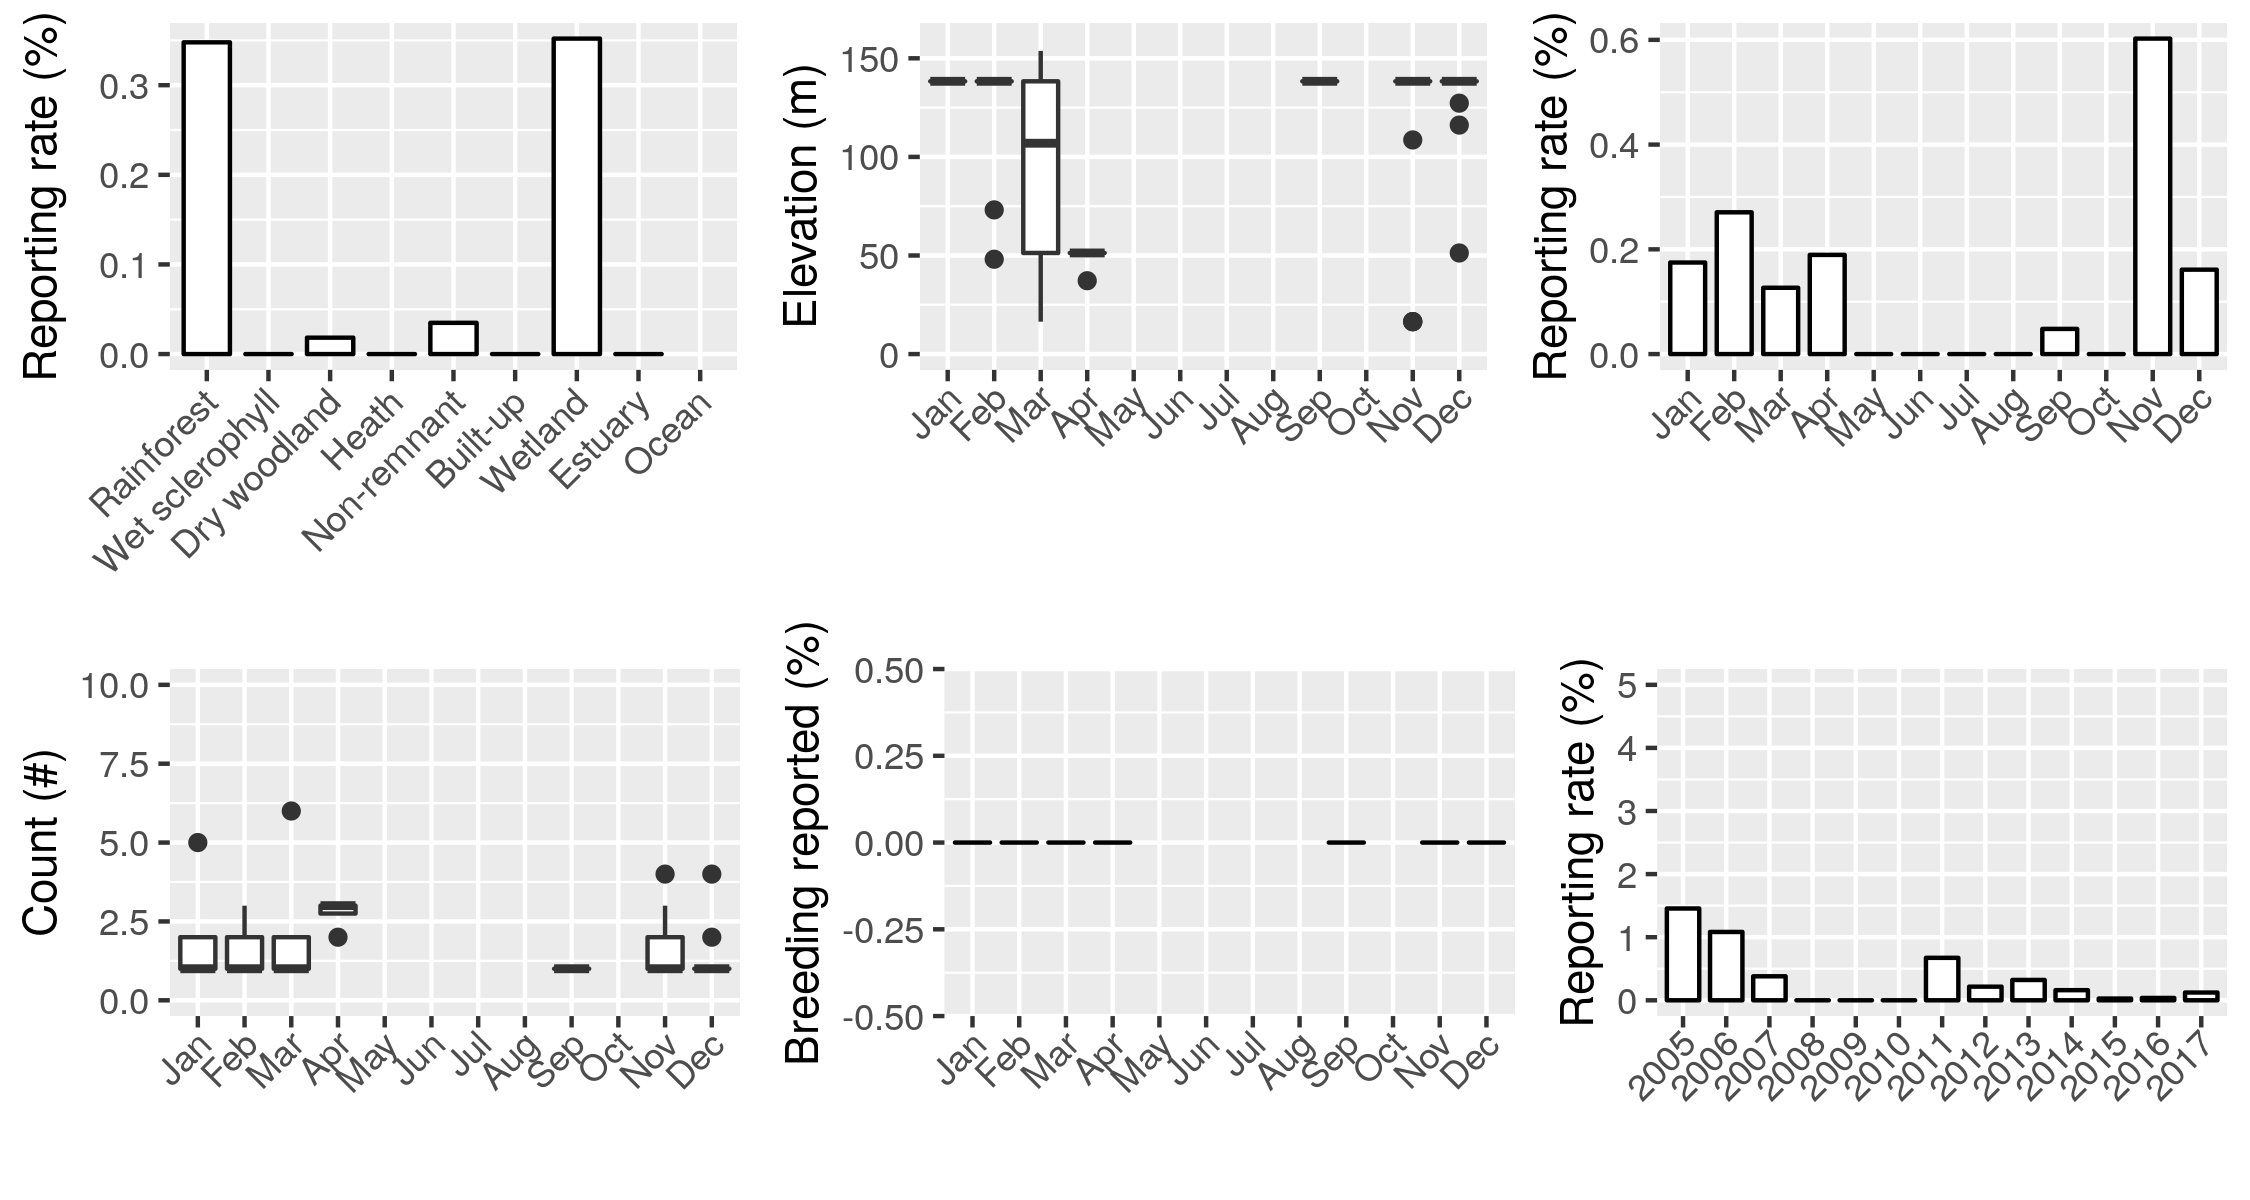 Reporting rate (%)
0.3
0.2
0.1
0.0
Rainforest
Wet sclerophyll
Dry woodland
Heath
Non-remnant
Built-up
Wetland
Estuary
Ocean
Elevation (m)
150
100
50
0
Jan
Feb
Mar
Apr
May
Jun
Jul
Aug
Sep
Oct
Nov
Dec
Reporting rate (%)
0.6
0.4
0.2
0.0
Jan
Feb
Mar
Apr
May
Jun
Jul
Aug
Sep
Oct
Nov
Dec
Count (#)
10.0
7.5
5.0
2.5
0.0
Jan
Feb
Mar
Apr
May
Jun
Jul
Aug
Sep
Oct
Nov
Dec
Breeding reported (%)
0.50
0.25
0.00
-0.25
-0.50
Jan
Feb
Mar
Apr
May
Jun
Jul
Aug
Sep
Oct
Nov
Dec
Reporting rate (%)
5
4
3
2
1
0
2005
2006
2007
2008
2009
2010
2011
2012
2013
2014
2015
2016
2017